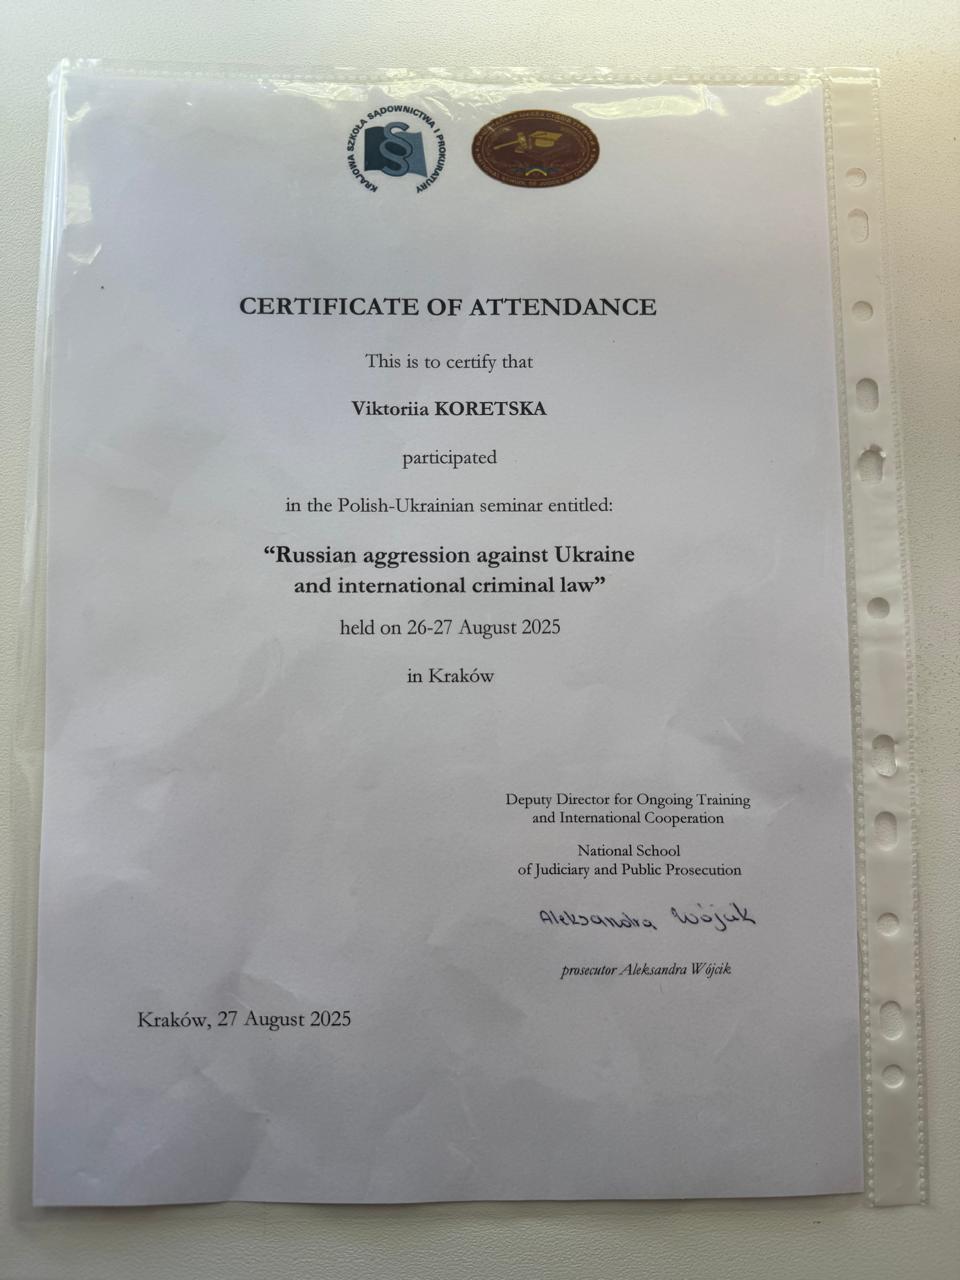 KRAJOWA SZKOŁA SĄDOWNICTWA I PROKURATURY
CERTIFICATE OF ATTENDANCE
This is to certify that
Viktoriia KORETSKA
participated
in the Polish-Ukrainian seminar entitled:
“Russian aggression against Ukraine
and international criminal law”
held on 26-27 August 2025
in Kraków
Deputy Director for Ongoing Training
and International Cooperation
National School
of Judiciary and Public Prosecution
Aleksandra Wójcik
prosecutor Aleksandra Wójcik
Kraków, 27 August 2025